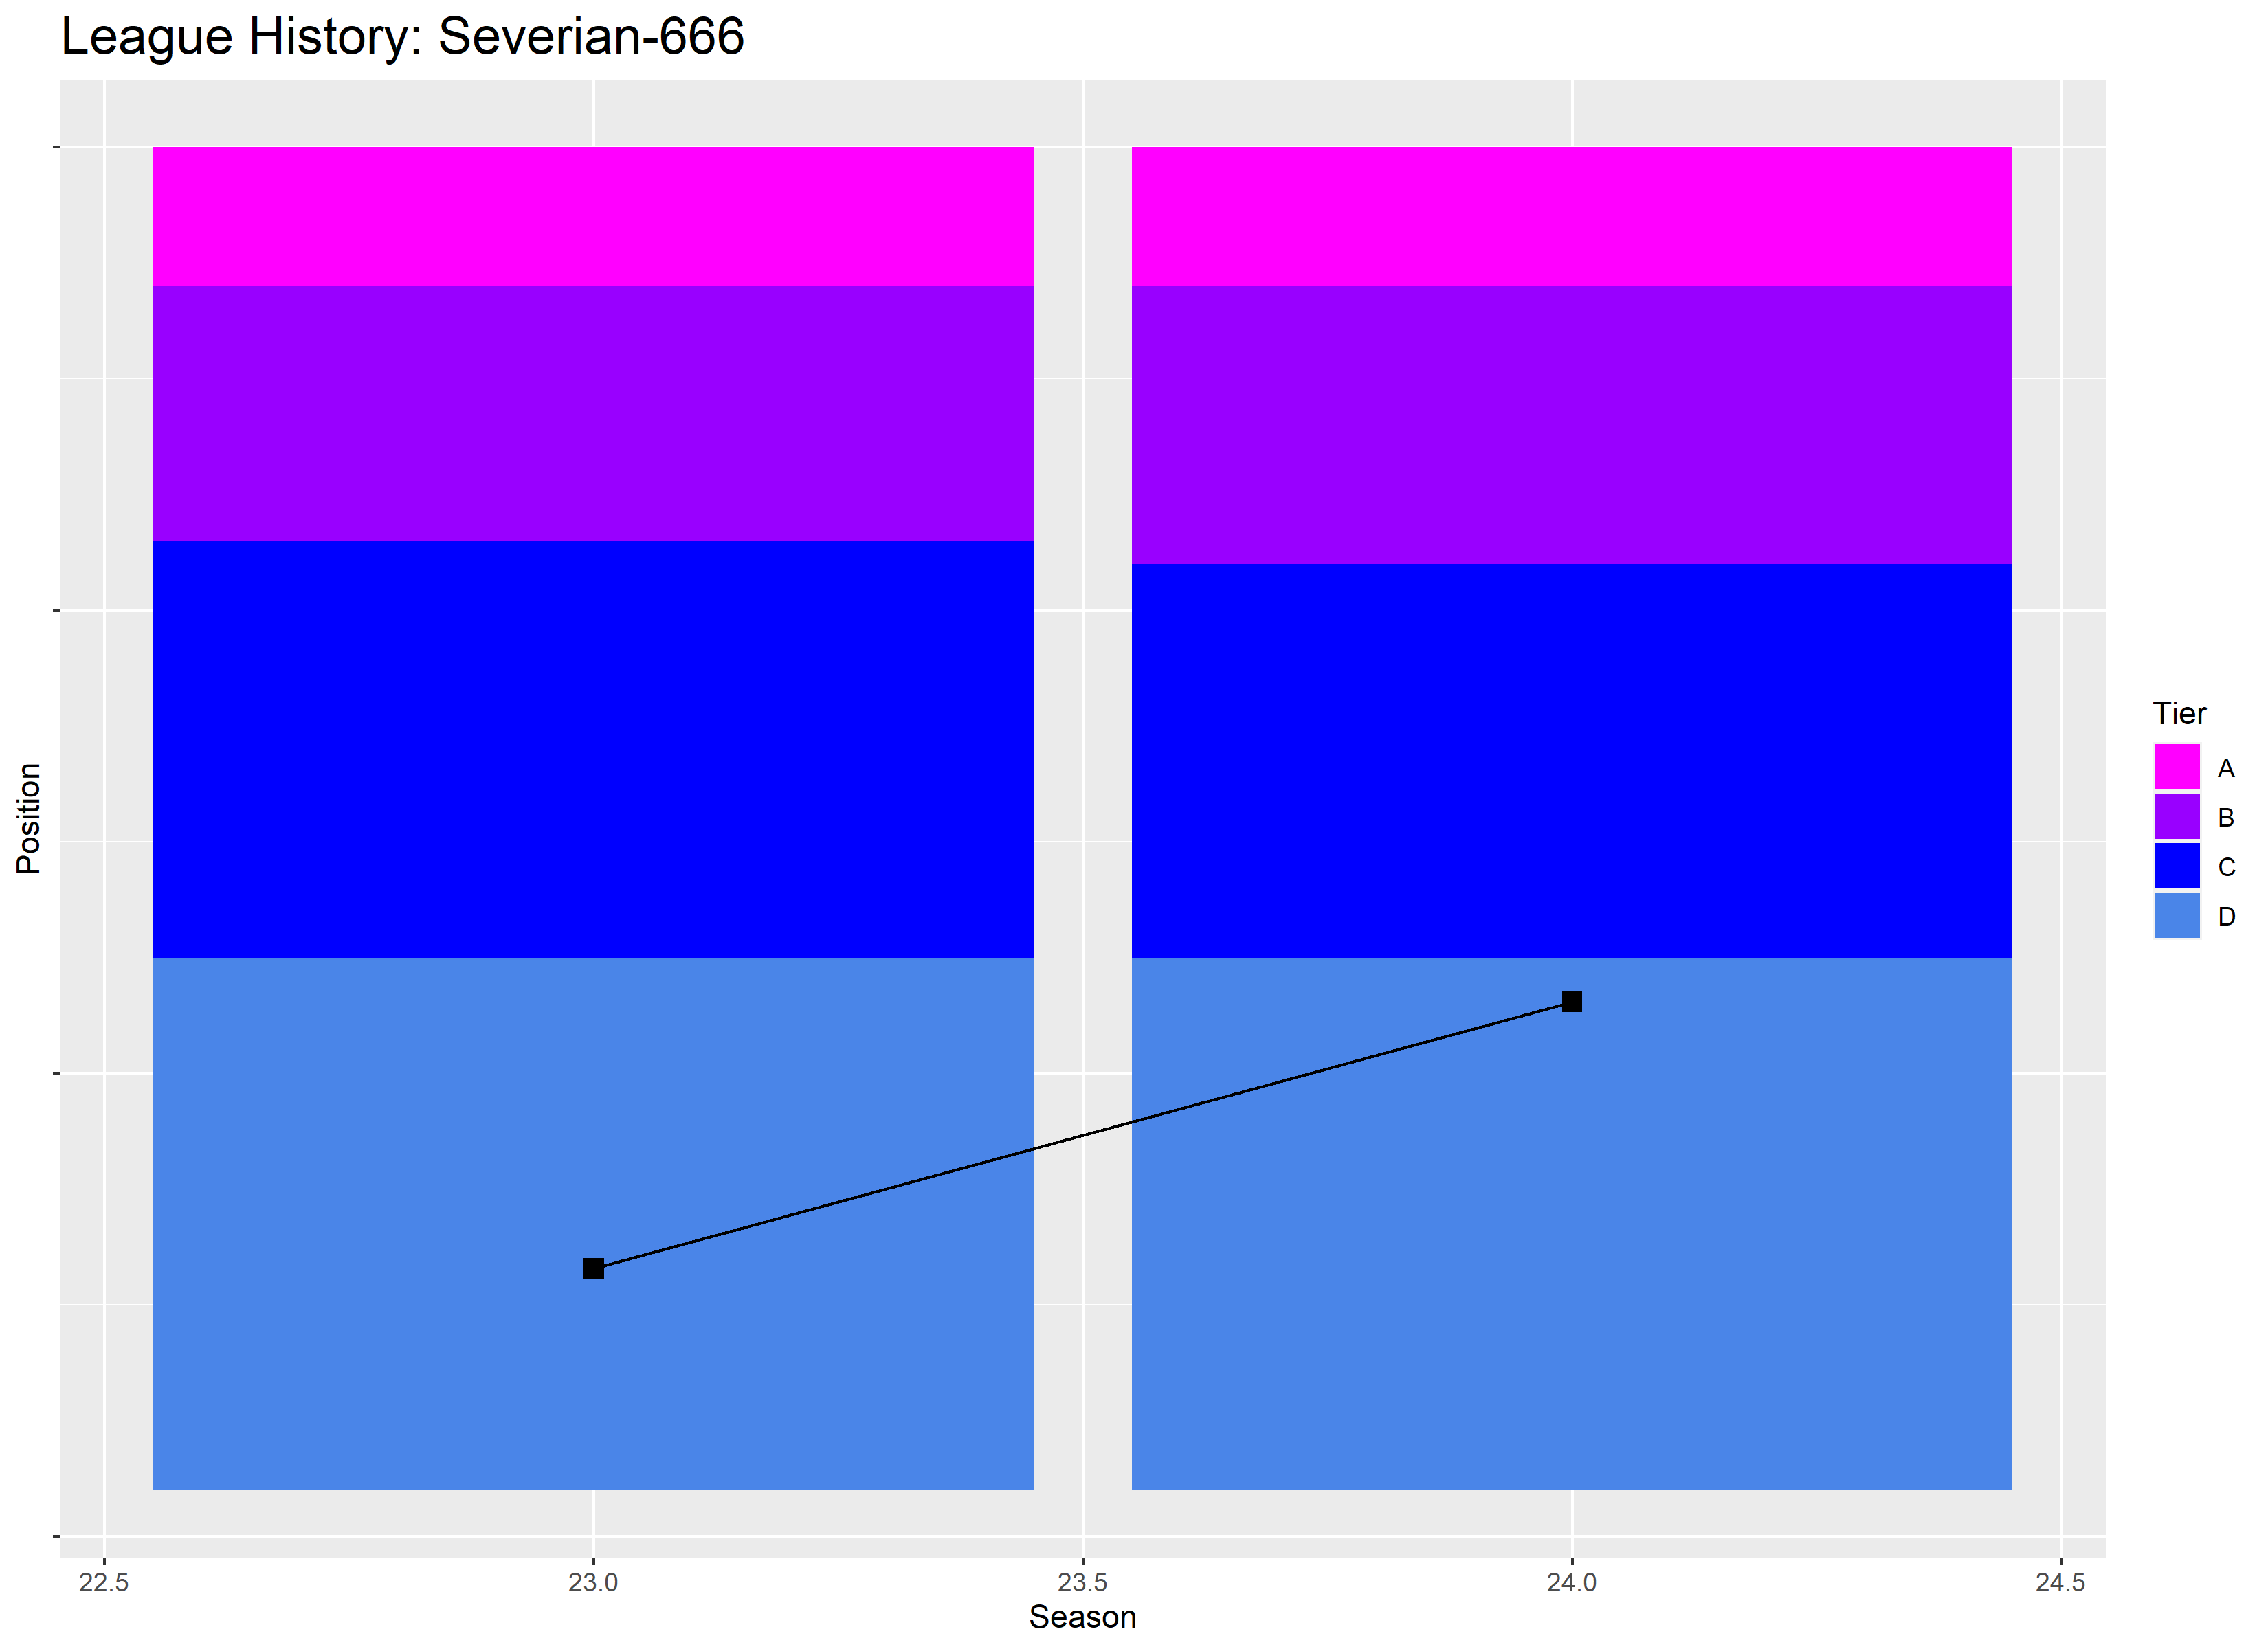 League History: Severian-666
Position
Tier
A
B
C
D
22.5 23.0 23.5 24.0 24.5
Season